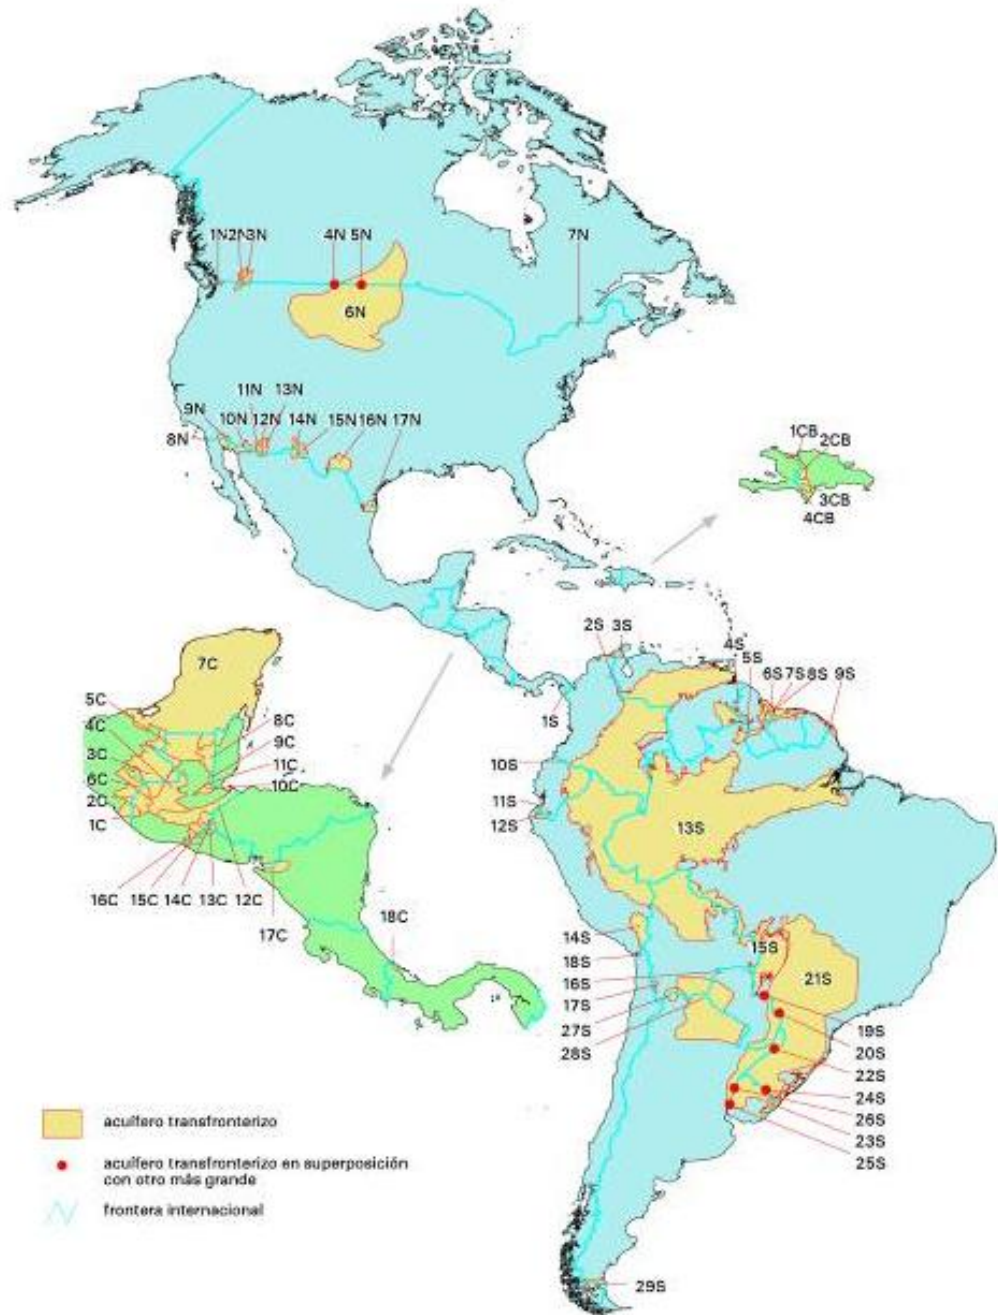 1N 2N 3N
4N 5N
7N
6N
11N 13N
9N
10N 12N 14N 15N 16N 17N
8N
1CB
2CB
3CB
4CB
2S 3S
4S
5S
6S 7S 8S 9S
7C
5C
8C
4C
1S
9C
3C
11C
10S
6C
10C
2C
11S
1C
12S
13S
16C 15C 14C 13C 12C
17C
18C
14S
15S
18S
16S
21S
17S
27S
19S
28S
20S
22S
24S
26S
23S
25S
acuífero transfronterizo
acuífero transfronterizo en superposición
con otro más grande
frontera internacional
29S